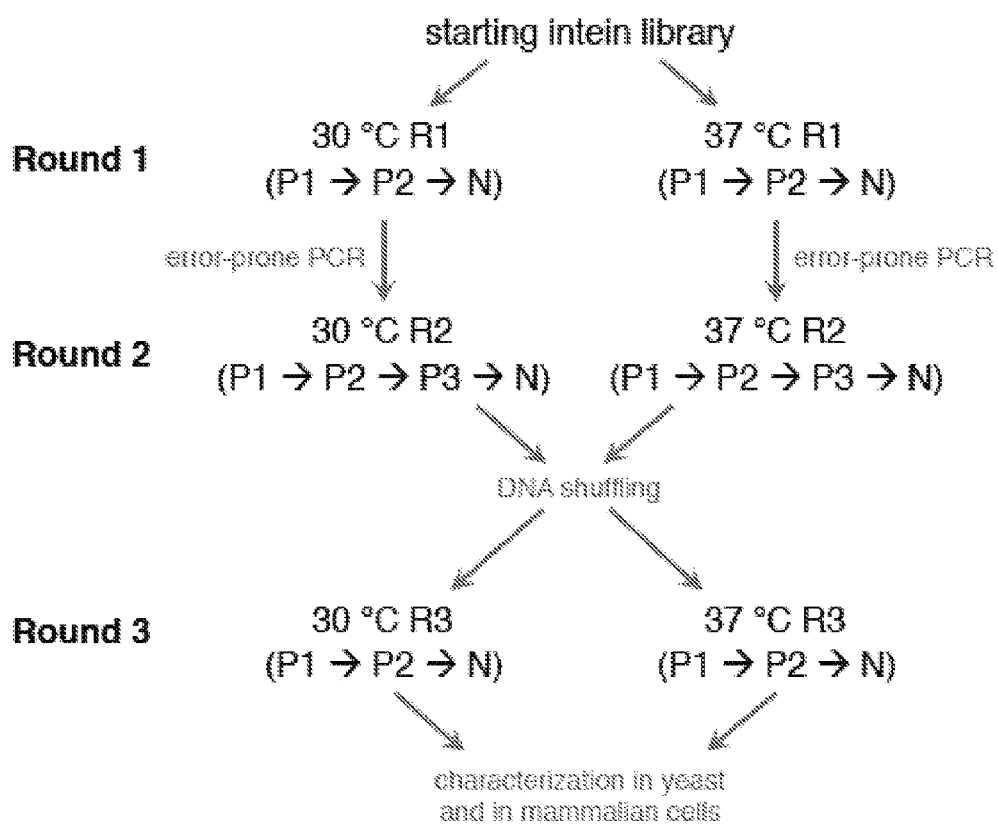 starting intein library
Round 1
30 °C R1
37 °C R1
(P1 → P2 → N)
(P1 → P2 → N)
error-prone PCR
error-prone PCR
Round 2
30 °C R2
37 °C R2
(P1 → P2 → P3 → N)
(P1 → P2 → P3 → N)
DNA shuffling
Round 3
30 °C R3
37 °C R3
(P1 → P2 → N)
(P1 → P2 → N)
characterization in yeast
and in mammalian cells